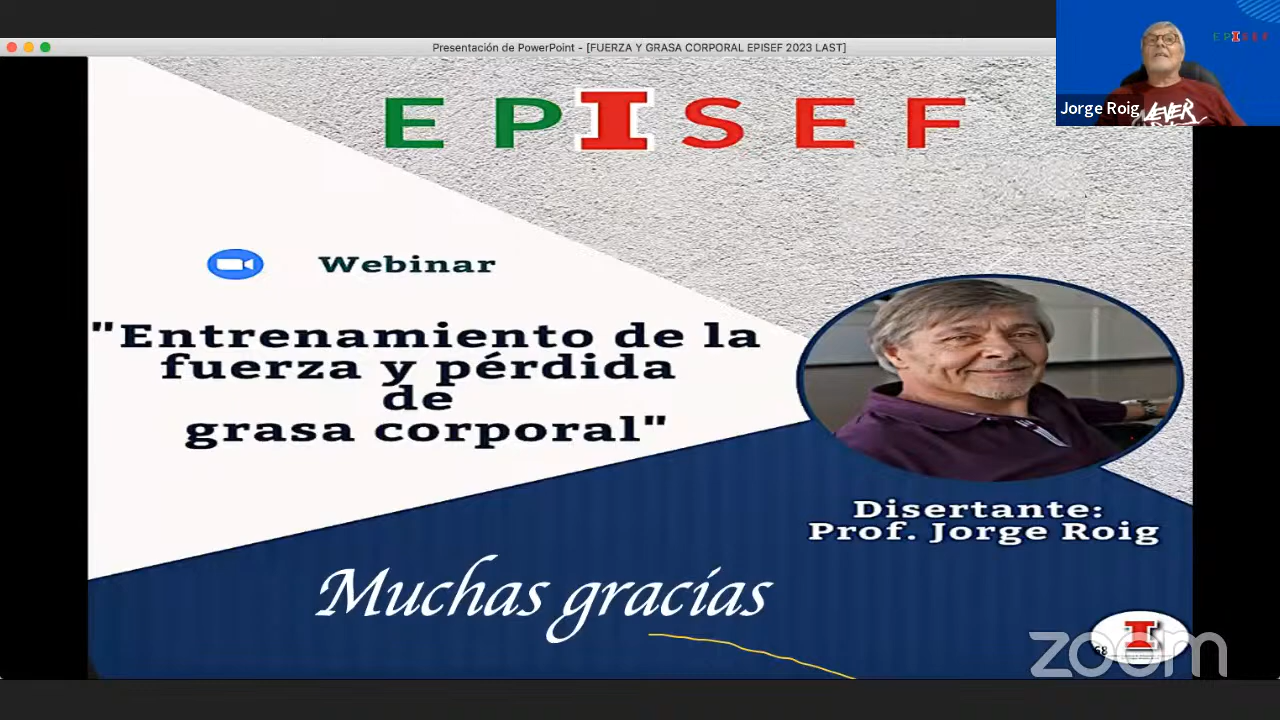 Presentación de PowerPoint - [FUERZA Y GRASA CORPORAL EPISEF 2023 LAST]
EPISEF
EPISEF
Jorge Roig
Webinar
"Entrenamiento de la
fuerza y pérdida
de
grasa corporal"
Disertante:
Prof. Jorge Roig
Muchas gracias
I
68
zoom